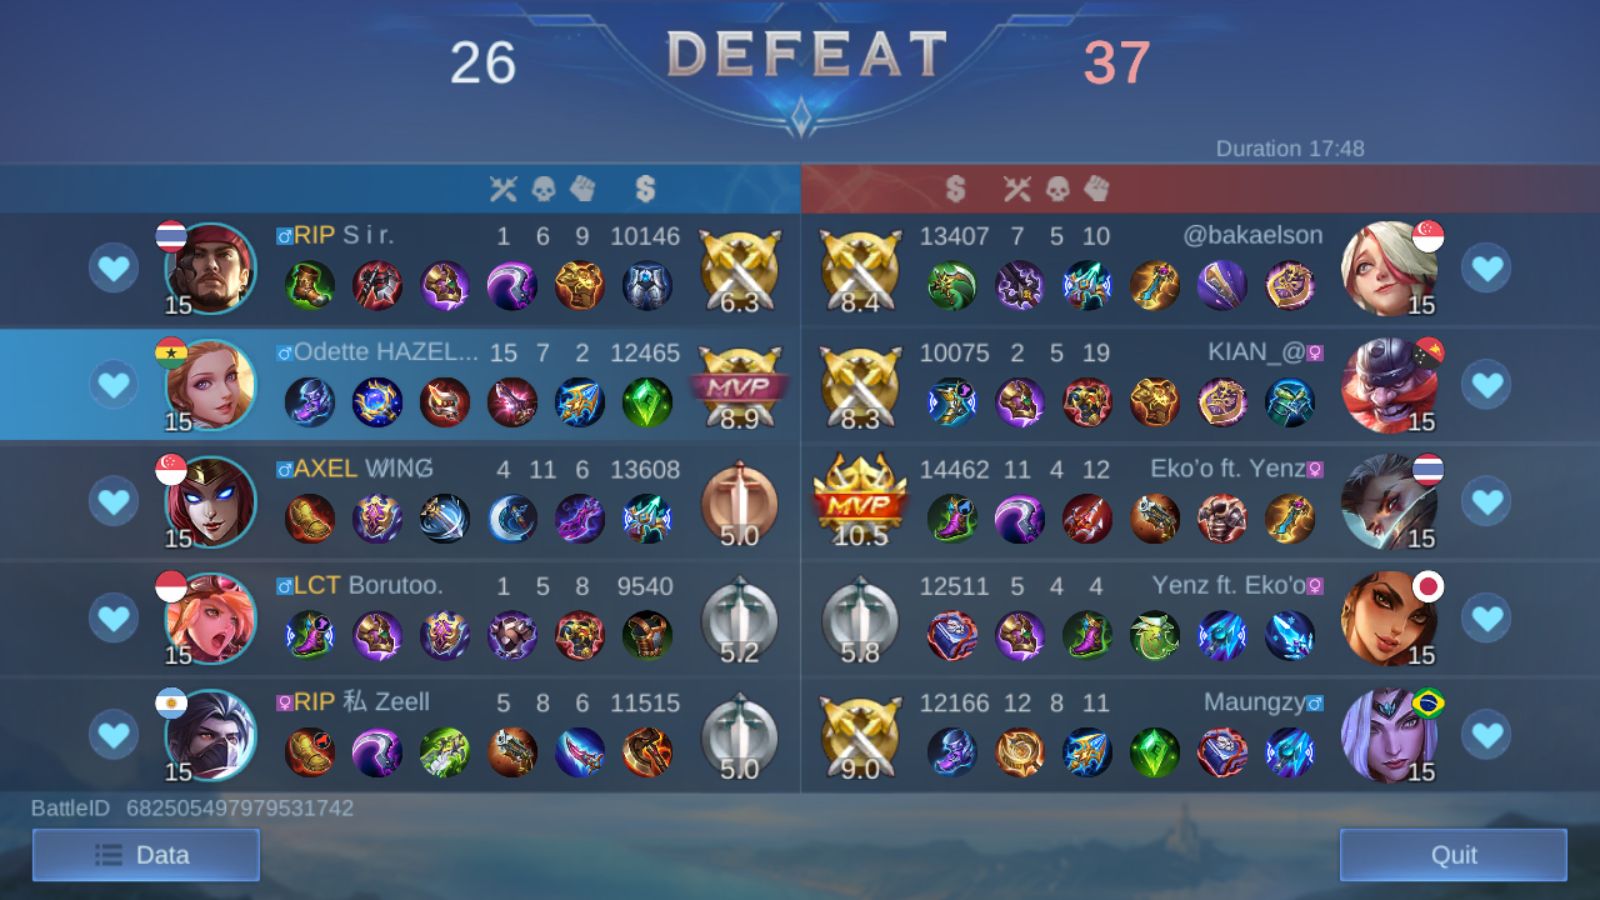 26 DEFEAT 37
Duration 17:48
RIP S i r. 1 6 9 10146
15 6.3
13407 7 5 10 @bakaelson
8.4 15
Odette HAZEL... 15 7 2 12465
15 MVP 8.9
10075 2 5 19 KIAN_@
8.3 15
AXEL WING 4 11 6 13608
15 5.0
14462 11 4 12 Eko'o ft. Yenz
MVP 10.5 15
LCT Borutoo. 1 5 8 9540
15 5.2
12511 5 4 4 Yenz ft. Eko'o
5.8 15
RIP 私 Zeell 5 8 6 11515
15 5.0
12166 12 8 11 Maungzy
9.0 15
BattleID 682505497979531742
Data
Quit